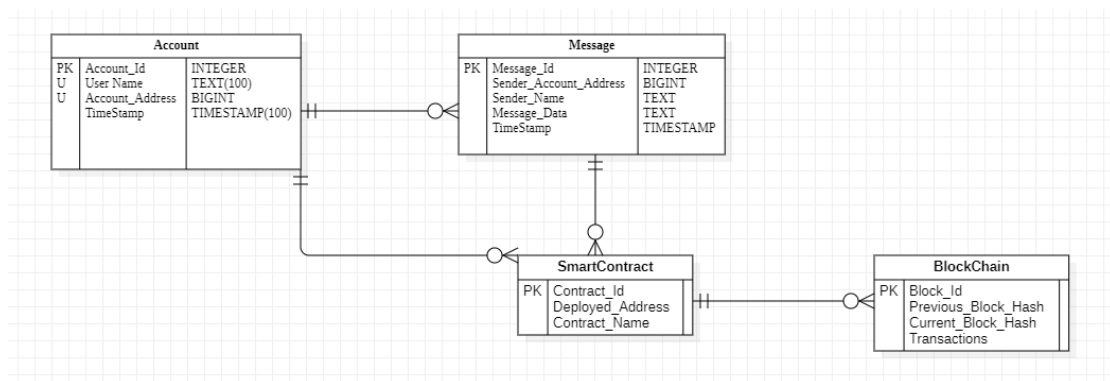 Account
PK Account_Id INTEGER
U User Name TEXT(100)
U Account_Address BIGINT
TimeStamp TIMESTAMP(100)
Message
PK Message_Id INTEGER
Sender_Account_Address BIGINT
Sender_Name TEXT
Message_Data TEXT
TimeStamp TIMESTAMP
SmartContract
PK Contract_Id
Deployed_Address
Contract_Name
BlockChain
PK Block_Id
Previous_Block_Hash
Current_Block_Hash
Transactions